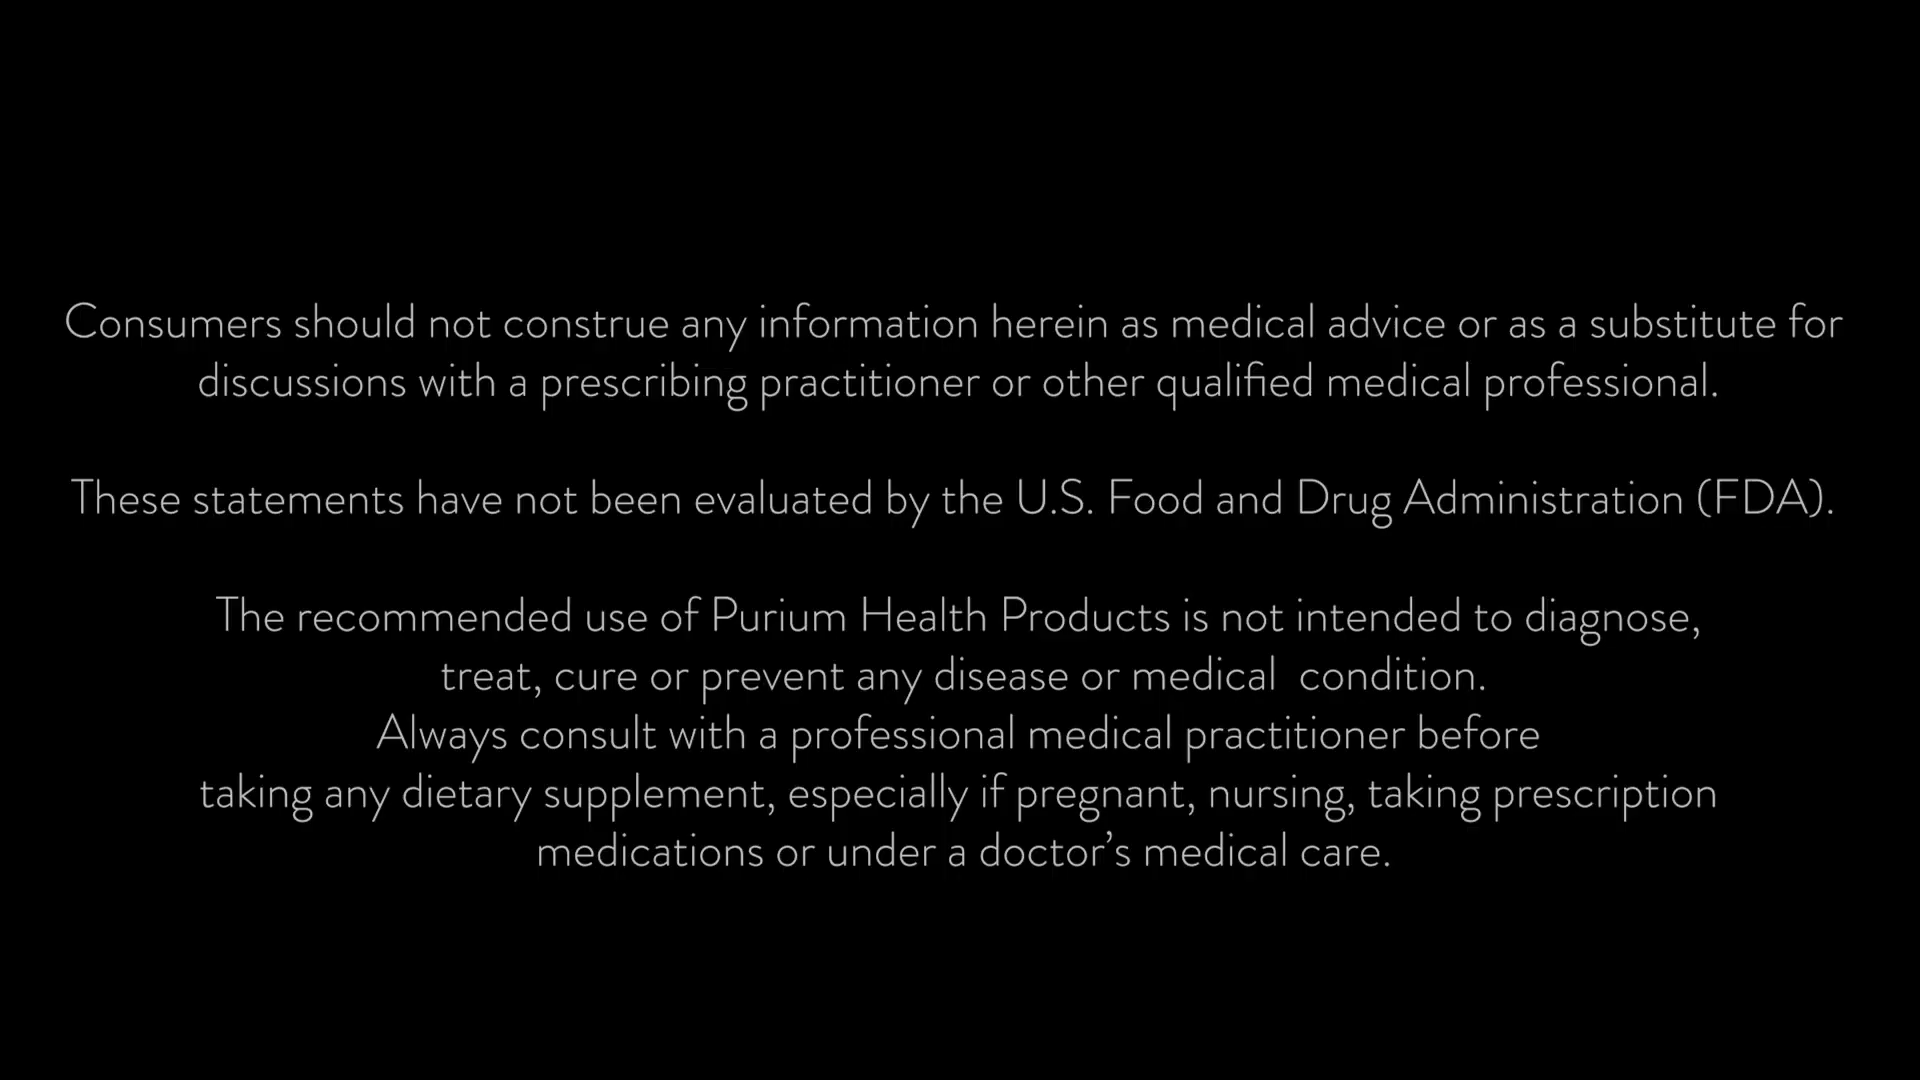 Consumers should not construe any information herein as medical advice or as a substitute for
discussions with a prescribing practitioner or other qualified medical professional.
These statements have not been evaluated by the U.S. Food and Drug Administration (FDA).
The recommended use of Purium Health Products is not intended to diagnose,
treat, cure or prevent any disease or medical  condition.
Always consult with a professional medical practitioner before
taking any dietary supplement, especially if pregnant, nursing, taking prescription
medications or under a doctor’s medical care.